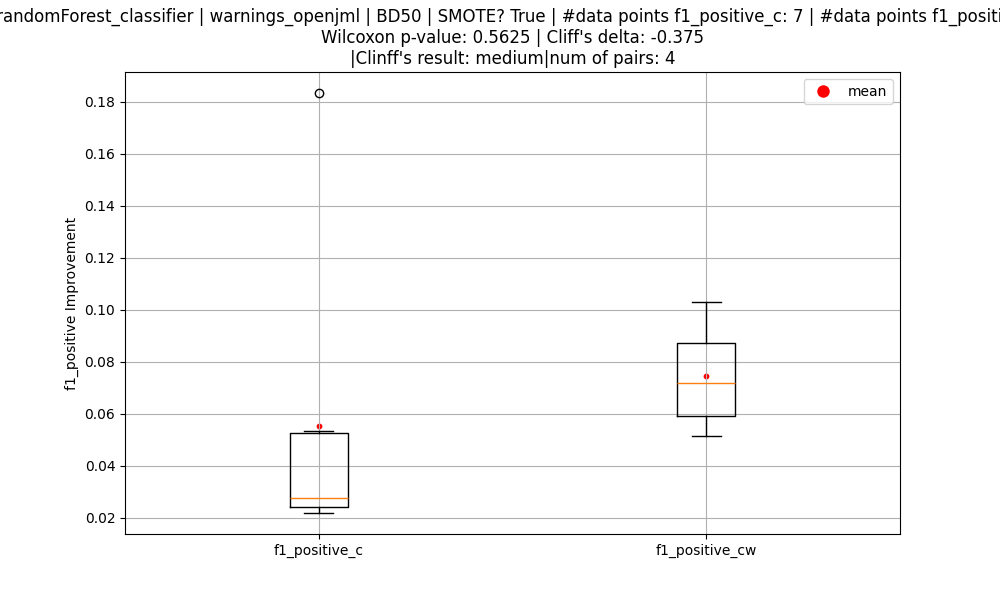 randomForest_classifier | warnings_openjml | BD50 | SMOTE? True | #data points f1_positive_c: 7 | #data points
Wilcoxon p-value: 0.5625 | Cliff's delta: -0.375
|Clinff's result: medium|num of pairs: 4
mean
0.18
0.16
0.14
0.12
0.10
0.08
0.06
0.04
0.02
f1_positive Improvement
f1_positive_c
f1_positive_cw